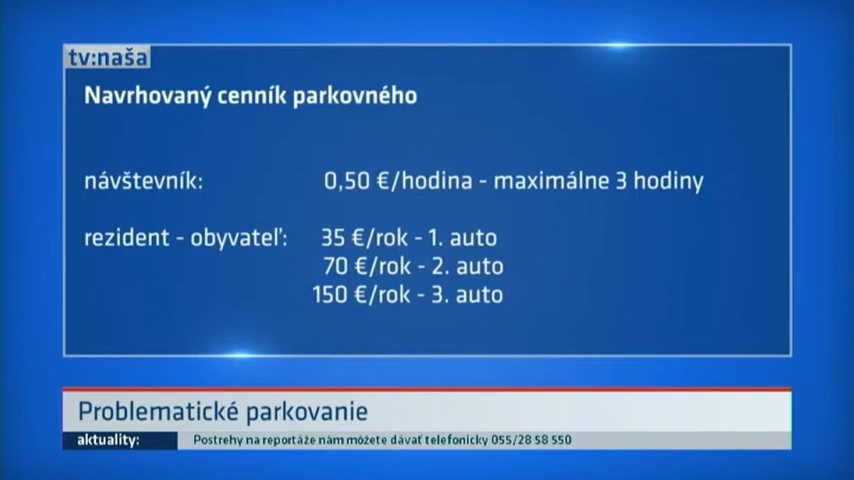 tv:naša
Navrhovaný cenník parkovného
návštevník: 0,50 €/hodina - maximálne 3 hodiny
rezident - obyvateľ: 35 €/rok - 1. auto
70 €/rok - 2. auto
150 €/rok - 3. auto
Problematické parkovanie
aktuality: Postrehy na reportáže nám môžete dávať telefonicky 055/28 58 550